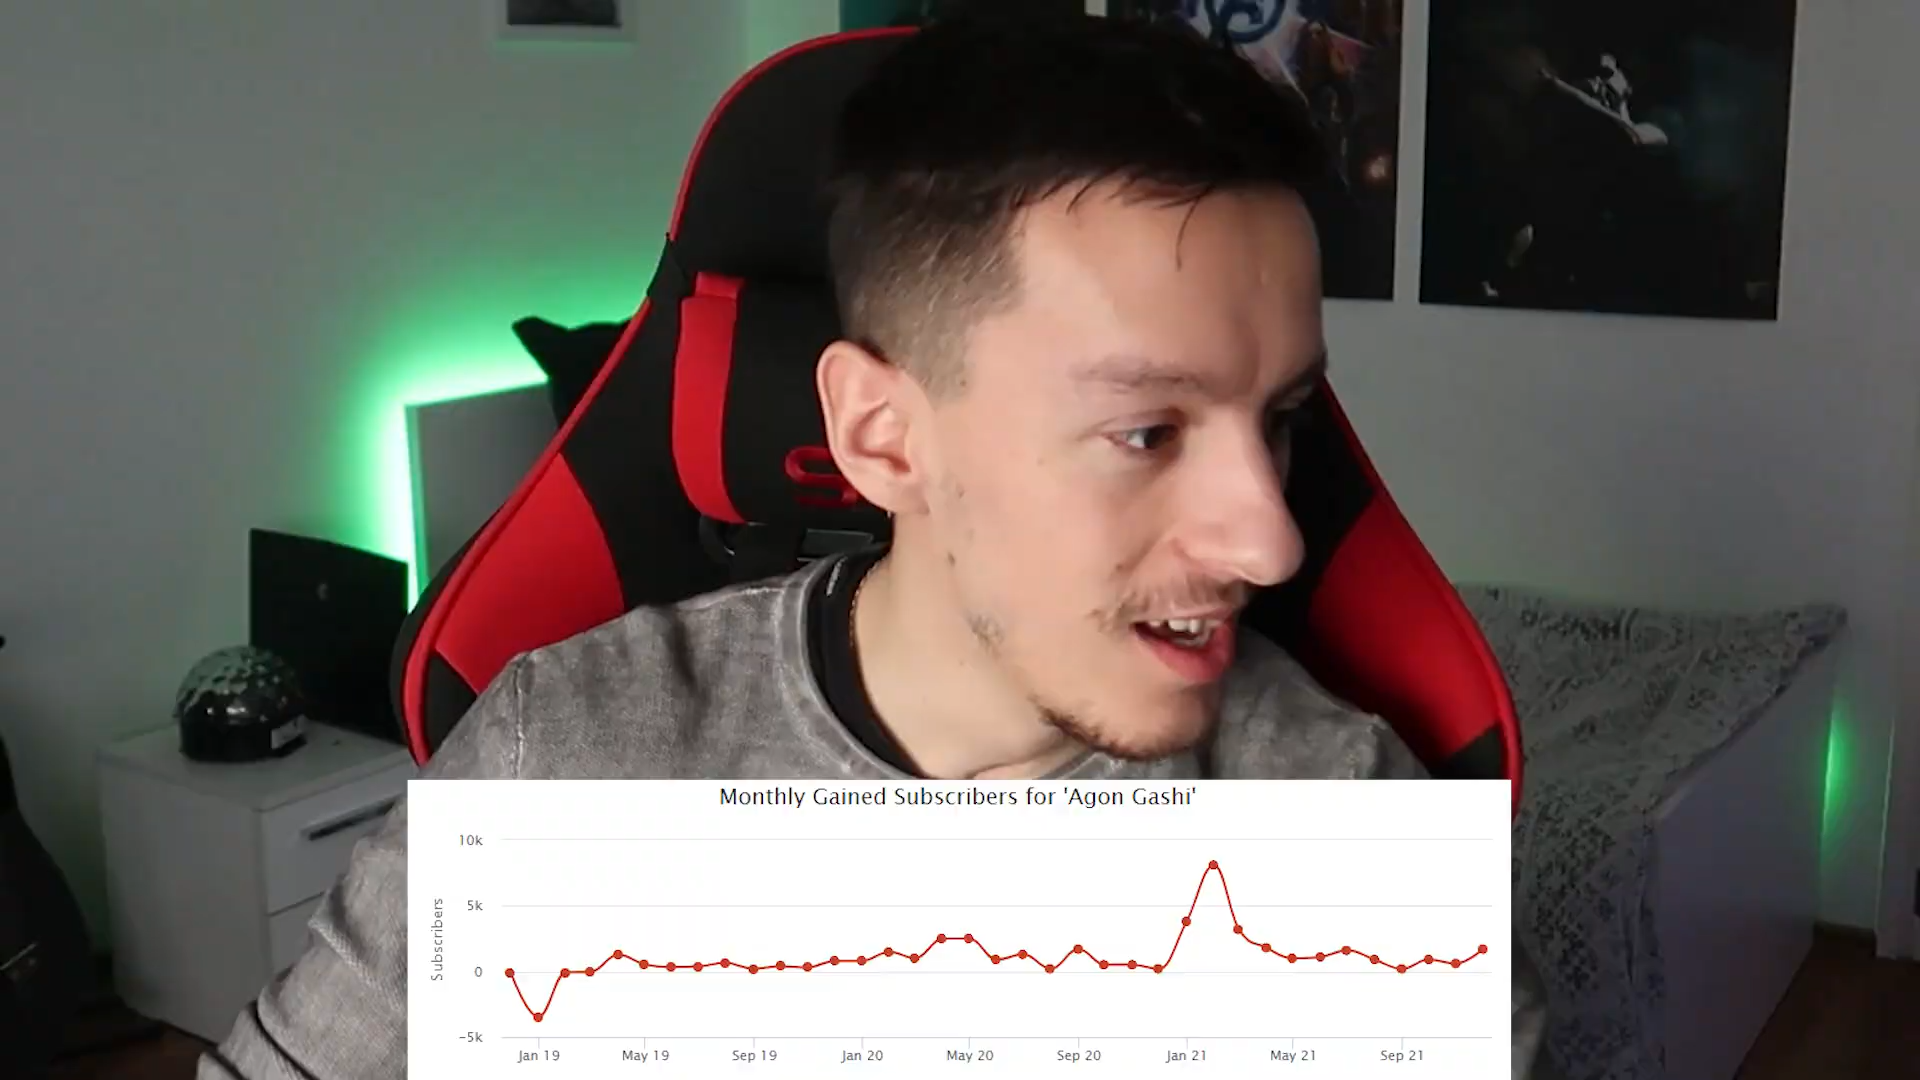 Monthly Gained Subscribers for 'Agon Gashi'
10k
5k
0
-5k
Subscribers
Jan 19 May 19 Sep 19 Jan 20 May 20 Sep 20 Jan 21 May 21 Sep 21